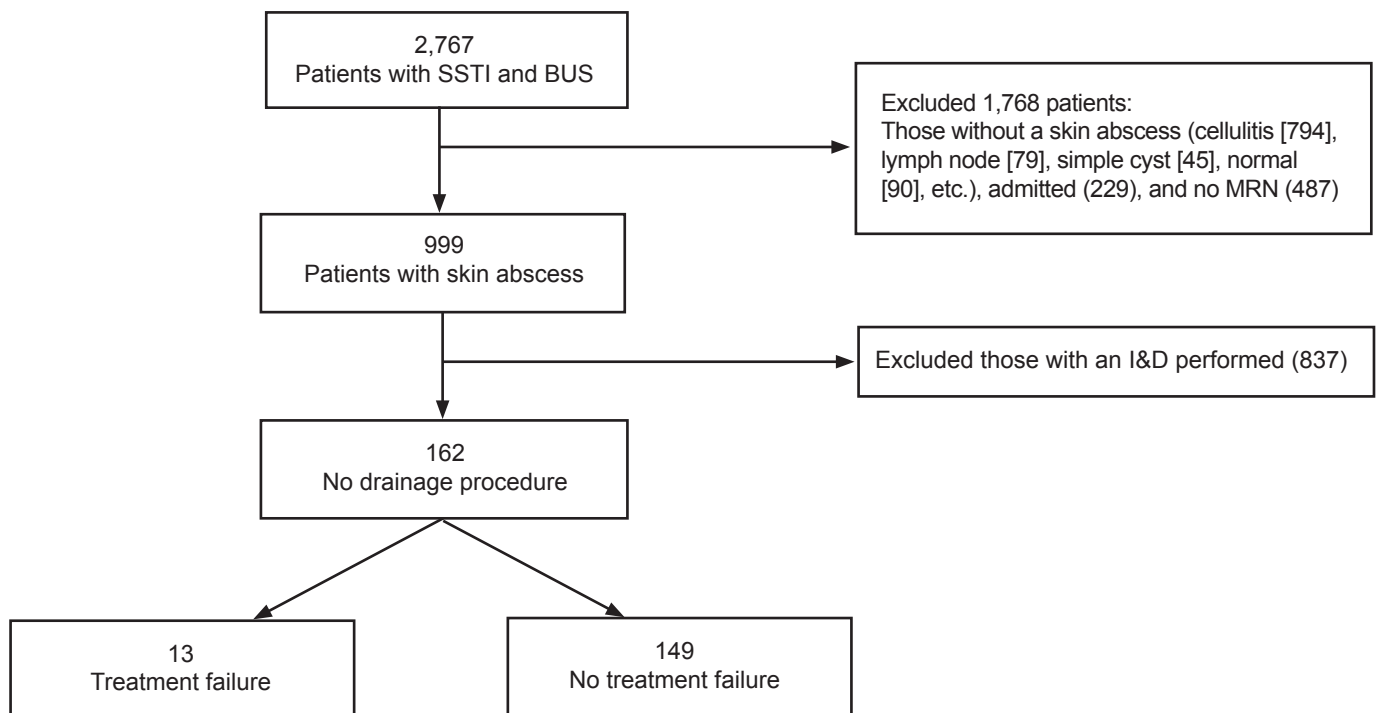 2,767
Patients with SSTI and BUS
Excluded 1,768 patients:
Those without a skin abscess (cellulitis [794],
lymph node [79], simple cyst [45], normal
[90], etc.), admitted (229), and no MRN (487)
999
Patients with skin abscess
Excluded those with an I&D performed (837)
162
No drainage procedure
13
Treatment failure
149
No treatment failure